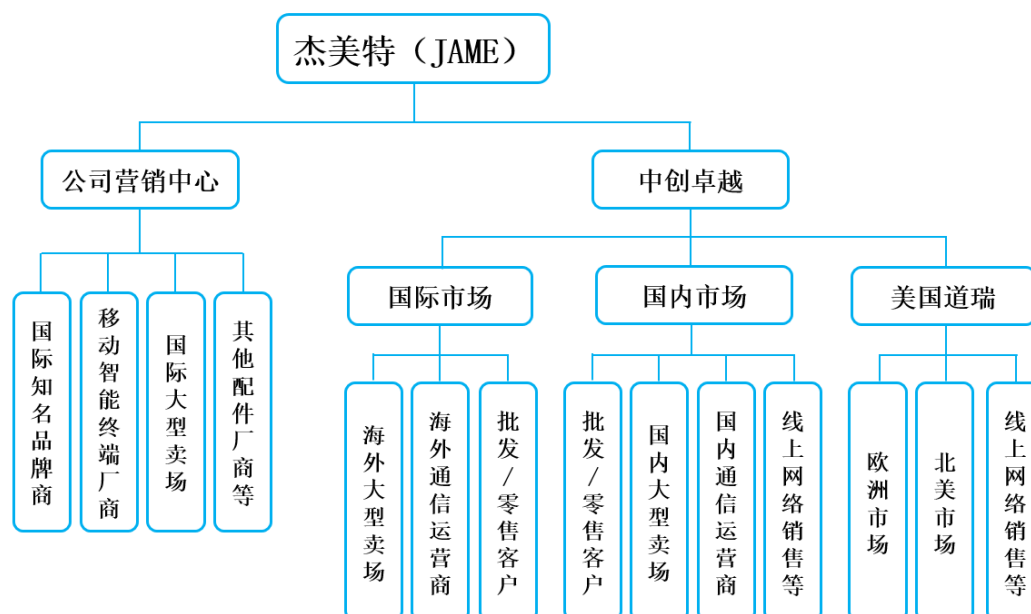 杰美特（JAME）
公司营销中心
中创卓越
国际市场
国内市场
美国道瑞
国际知名品牌商
移动智能终端厂商
国际大型卖场
其他配件厂商等
海外大型卖场
海外通信运营商
批发/零售客户
批发/零售客户
国内大型卖场
国内通信运营商
线上网络销售等
欧洲市场
北美市场
线上网络销售等